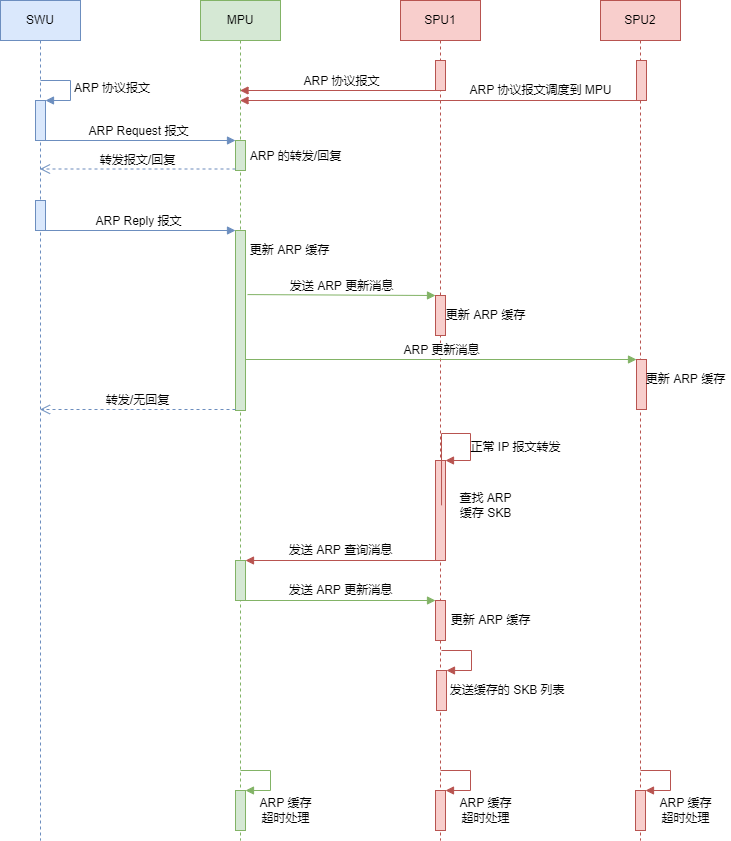 SWU
MPU
SPU1
SPU2
ARP 协议报文
ARP 协议报文
ARP 协议报文调度到 MPU
ARP Request 报文
转发报文/回复
ARP 的转发/回复
ARP Reply 报文
更新 ARP 缓存
发送 ARP 更新消息
更新 ARP 缓存
ARP 更新消息
更新 ARP 缓存
转发/无回复
正常 IP 报文转发
查找 ARP
缓存 SKB
发送 ARP 查询消息
发送 ARP 更新消息
更新 ARP 缓存
发送缓存的 SKB 列表
ARP 缓存
超时处理
ARP 缓存
超时处理
ARP 缓存
超时处理